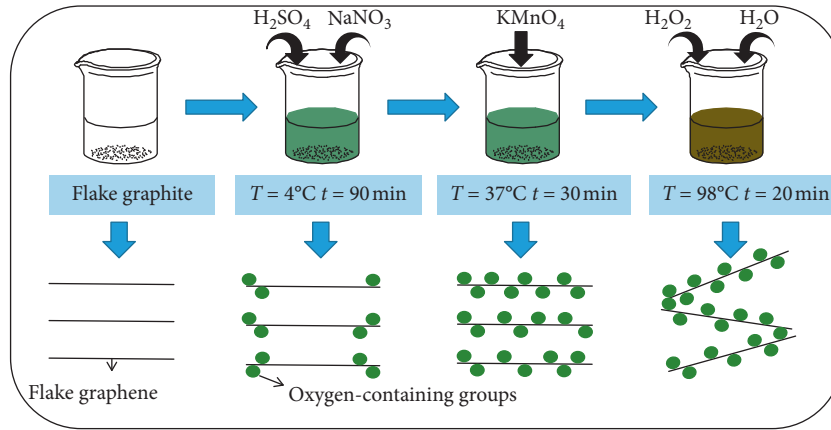 H₂SO₄ NaNO₃ KMnO₄ H₂O₂ H₂O
Flake graphite T = 4°C t = 90 min T = 37°C t = 30 min T = 98°C t = 20 min
Flake graphene Oxygen-containing groups